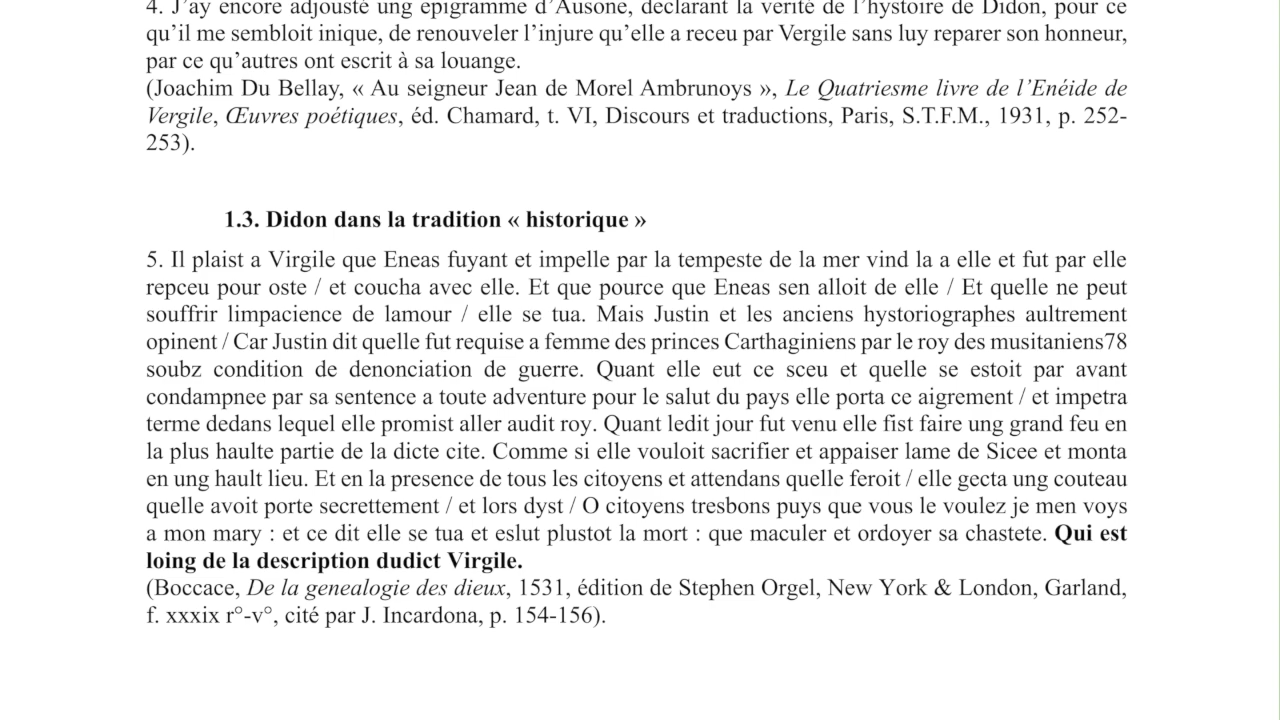 4. J’ay encore adjousté ung epigramme d’Ausone, declarant la verité de l’hystoire de Didon, pour ce
qu’il me sembloit inique, de renouveler l’injure qu’elle a receu par Vergile sans luy reparer son honneur,
par ce qu’autres ont escrit à sa louange.
(Joachim Du Bellay, « Au seigneur Jean de Morel Ambrunoys », Le Quatriesme livre de l’Enéide de
Vergile, Œuvres poétiques, éd. Chamard, t. VI, Discours et traductions, Paris, S.T.F.M., 1931, p. 252-
253).
1.3. Didon dans la tradition « historique »
5. Il plaist a Virgile que Eneas fuyant et impelle par la tempeste de la mer vind la a elle et fut par elle
repceu pour oste / et coucha avec elle. Et que pource que Eneas sen alloit de elle / Et quelle ne peut
souffrir limpacience de lamour / elle se tua. Mais Justin et les anciens hystoriographes aultrement
opinent / Car Justin dit quelle fut requise a femme des princes Carthaginiens par le roy des musitaniens78
soubz condition de denonciation de guerre. Quant elle eut ce sceu et quelle se estoit par avant
condampnee par sa sentence a toute adventure pour le salut du pays elle porta ce aigrement / et impetra
terme dedans lequel elle promist aller audit roy. Quant ledit jour fut venu elle fist faire ung grand feu en
la plus haulte partie de la dicte cite. Comme si elle vouloit sacrifier et appaiser lame de Sicee et monta
en ung hault lieu. Et en la presence de tous les citoyens et attendans quelle feroit / elle gecta ung couteau
quelle avoit porte secrettement / et lors dyst / O citoyens tresbons puys que vous le voulez je men voys
a mon mary : et ce dit elle se tua et eslut plustot la mort : que maculer et ordoyer sa chastete. Qui est
loing de la description dudict Virgile.
(Boccace, De la genealogie des dieux, 1531, édition de Stephen Orgel, New York & London, Garland,
f. xxxix r°-v°, cité par J. Incardona, p. 154-156).